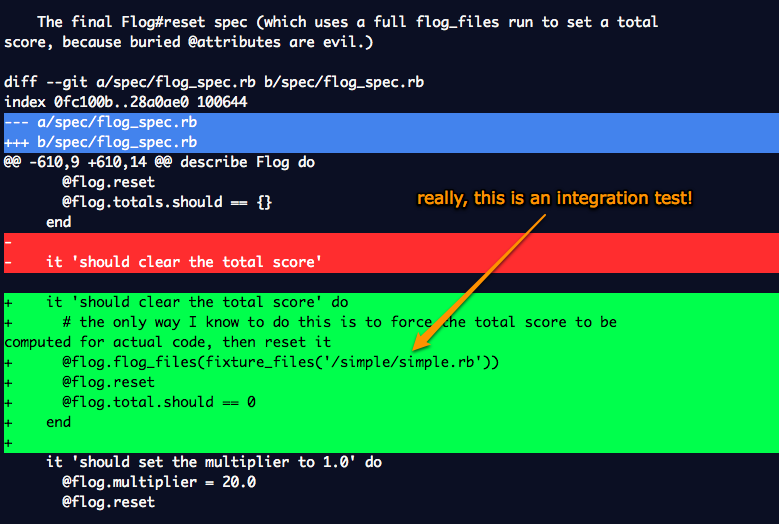 The final Flog#reset spec (which uses a full flog_files run to set a total
score, because buried @attributes are evil.)

diff --git a/spec/flog_spec.rb b/spec/flog_spec.rb
index 0fc100b..28a0ae0 100644
--- a/spec/flog_spec.rb
+++ b/spec/flog_spec.rb
@@ -610,9 +610,14 @@ describe Flog do
       @flog.reset
       @flog.totals.should == {}
really, this is an integration test!
     end
-
-    it 'should clear the total score'

+    it 'should clear the total score' do
+      # the only way I know to do this is to force the total score to be
computed for actual code, then reset it
+      @flog.flog_files(fixture_files('/simple/simple.rb'))
+      @flog.reset
+      @flog.total.should == 0
+    end
+
     it 'should set the multiplier to 1.0' do
       @flog.multiplier = 20.0
       @flog.reset